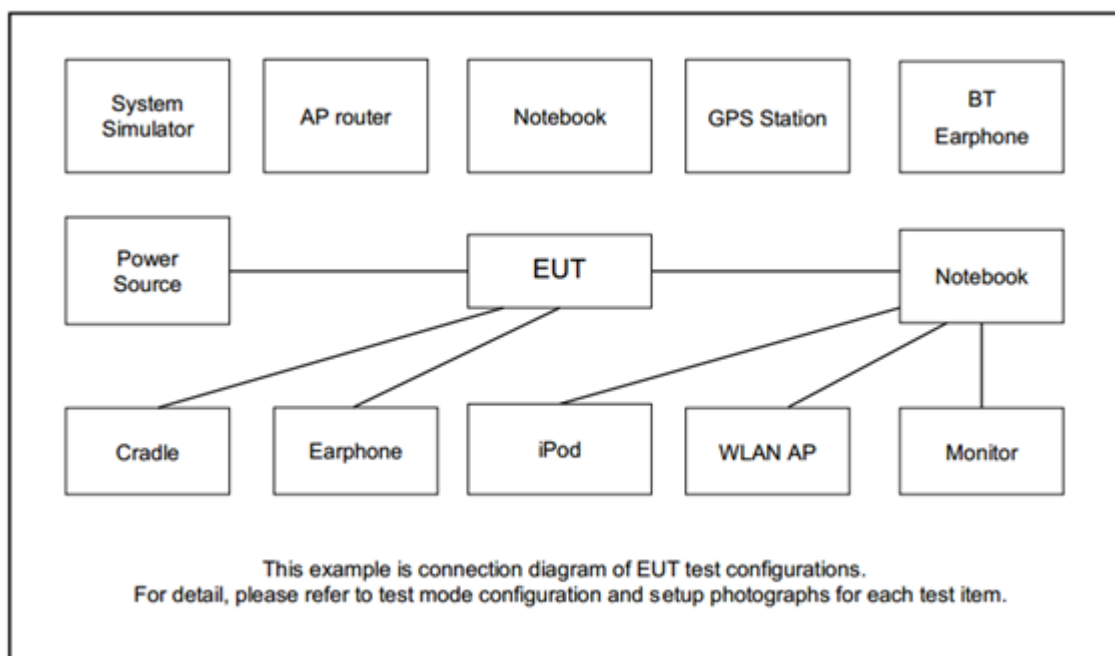 System
Simulator
AP router
Notebook
GPS Station
BT
Earphone
Power
Source
EUT
Notebook
Cradle
Earphone
iPod
WLAN AP
Monitor
This example is connection diagram of EUT test configurations.
For detail, please refer to test mode configuration and setup photographs for each test item.